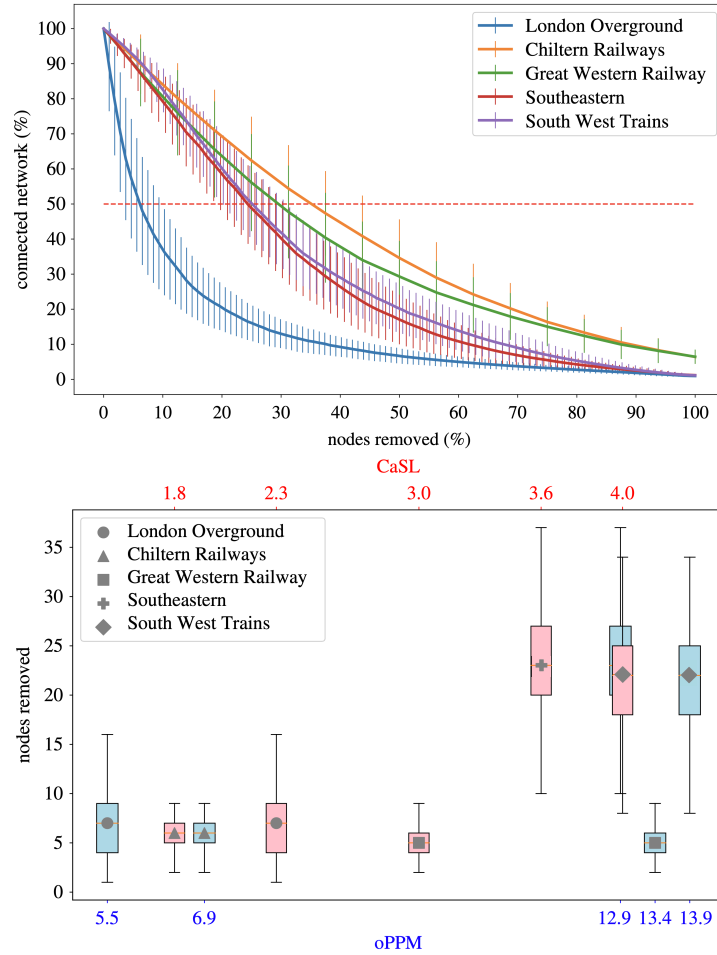 London Overground
Chiltern Railways
Great Western Railway
Southeastern
South West Trains
connected network (%)
100
90
80
70
60
50
40
30
20
10
0
0 10 20 30 40 50 60 70 80 90 100
nodes removed (%)
CaSL
1.8 2.3 3.0 3.6 4.0
London Overground
Chiltern Railways
Great Western Railway
Southeastern
South West Trains
nodes removed
35
30
25
20
15
10
5
0
5.5 6.9 12.9 13.4 13.9
oPPM